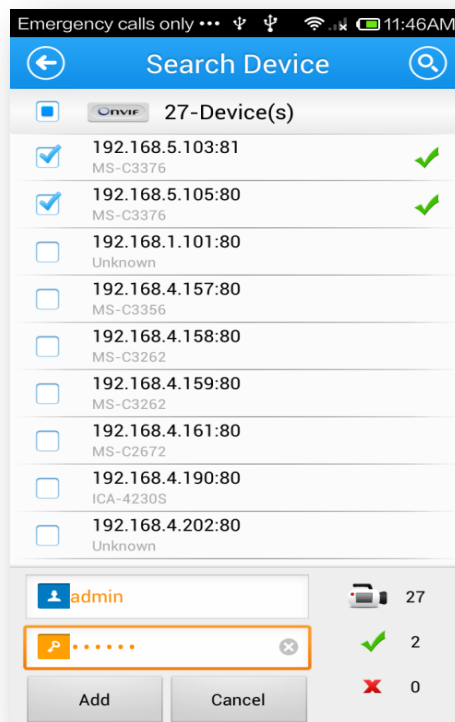 Emergency calls only ••• 11:46AM
Search Device
ONVIF 27-Device(s)
192.168.5.103:81
MS-C3376
192.168.5.105:80
MS-C3376
192.168.1.101:80
Unknown
192.168.4.157:80
MS-C3356
192.168.4.158:80
MS-C3262
192.168.4.159:80
MS-C3262
192.168.4.161:80
MS-C2672
192.168.4.190:80
ICA-4230S
192.168.4.202:80
Unknown
admin
27
••••••
2
0
Add Cancel